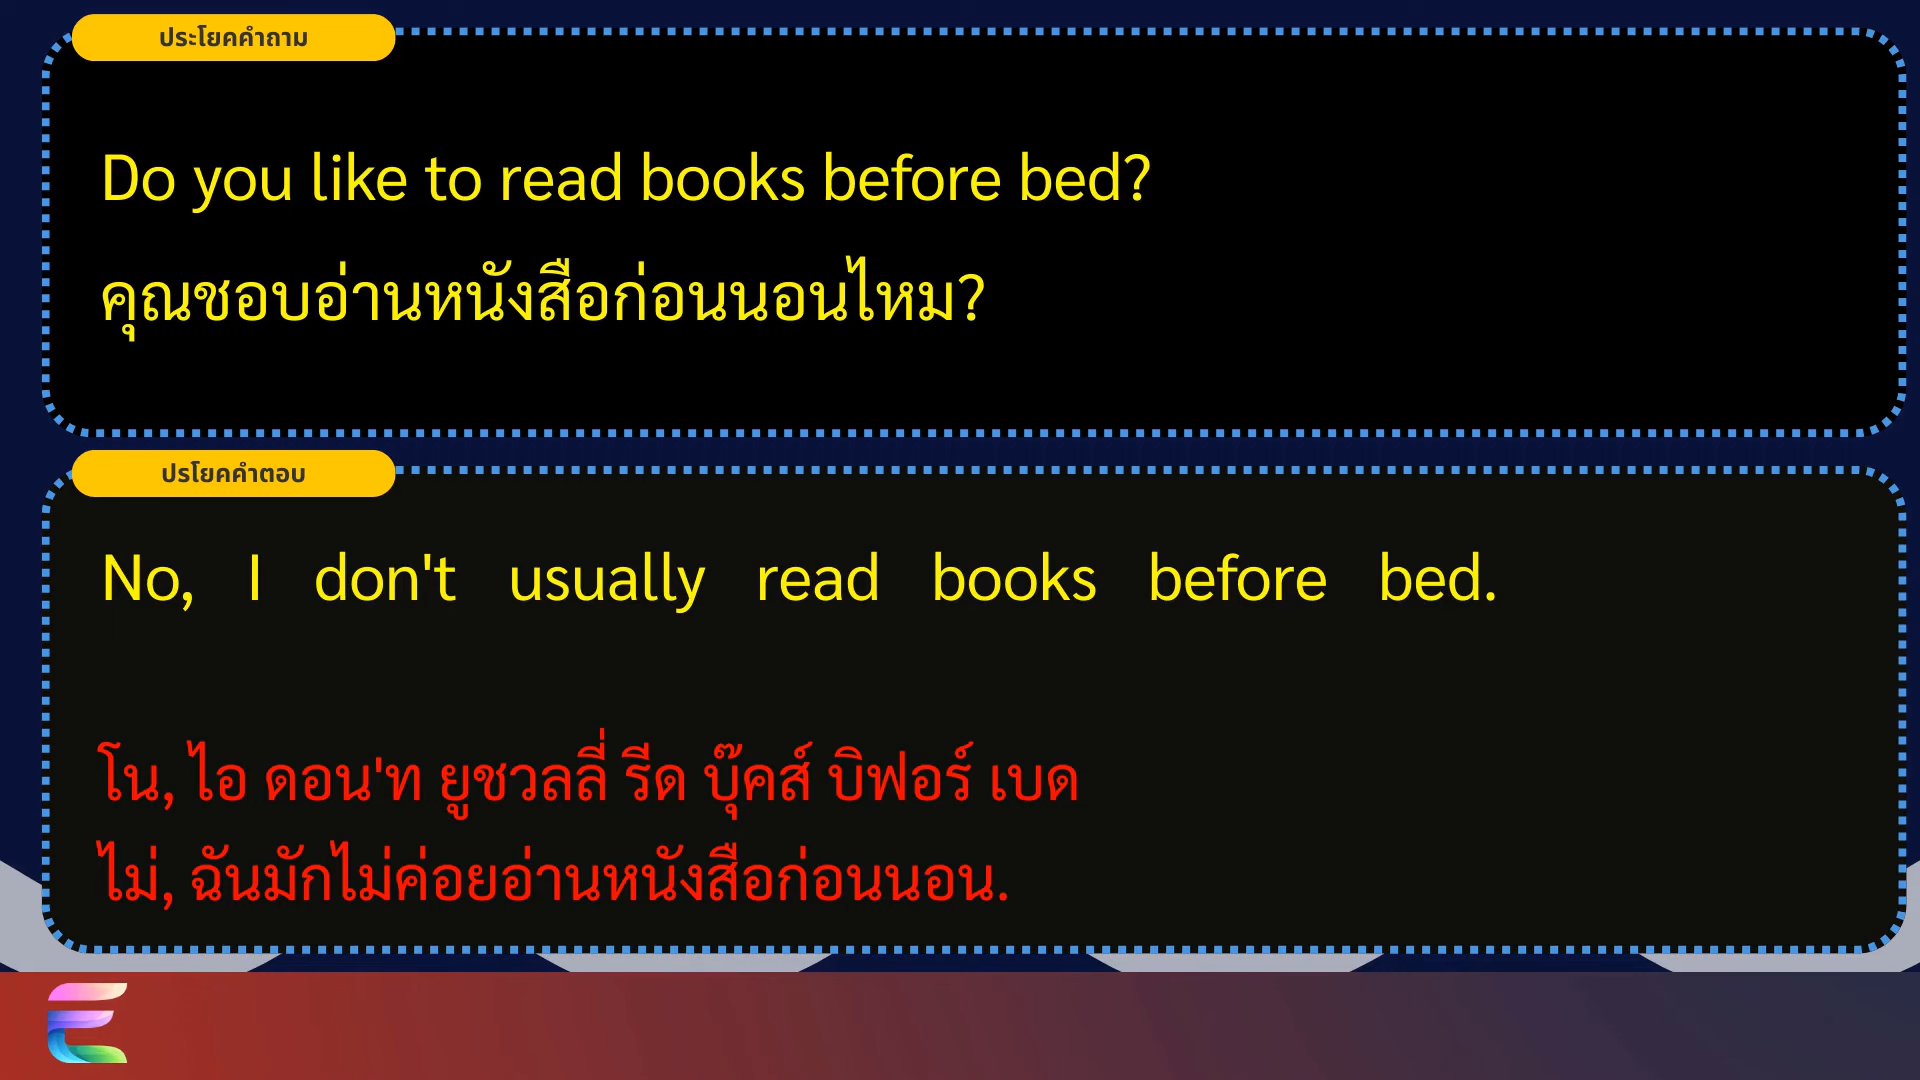 ประโยคคำถาม
Do you like to read books before bed?
คุณชอบอ่านหนังสือก่อนนอนไหม?
ปรโยคคำตอบ
No, I don't usually read books before bed.
โน, ไอ ดอน'ท ยูชวลลี่ รีด บุ๊คส์ บิฟอร์ เบด
ไม่, ฉันมักไม่ค่อยอ่านหนังสือก่อนนอน.